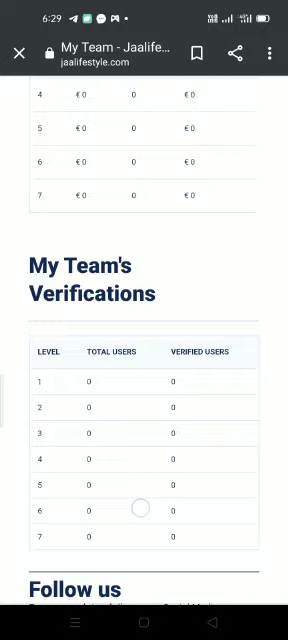 6:29
My Team - Jaalife...
jaalifestyle.com
4 € 0 0 € 0
5 € 0 0 € 0
6 € 0 0 € 0
7 € 0 0 € 0
My Team's
Verifications
LEVEL TOTAL USERS VERIFIED USERS
1 0 0
2 0 0
3 0 0
4 0 0
5 0 0
6 0 0
7 0 0
Follow us